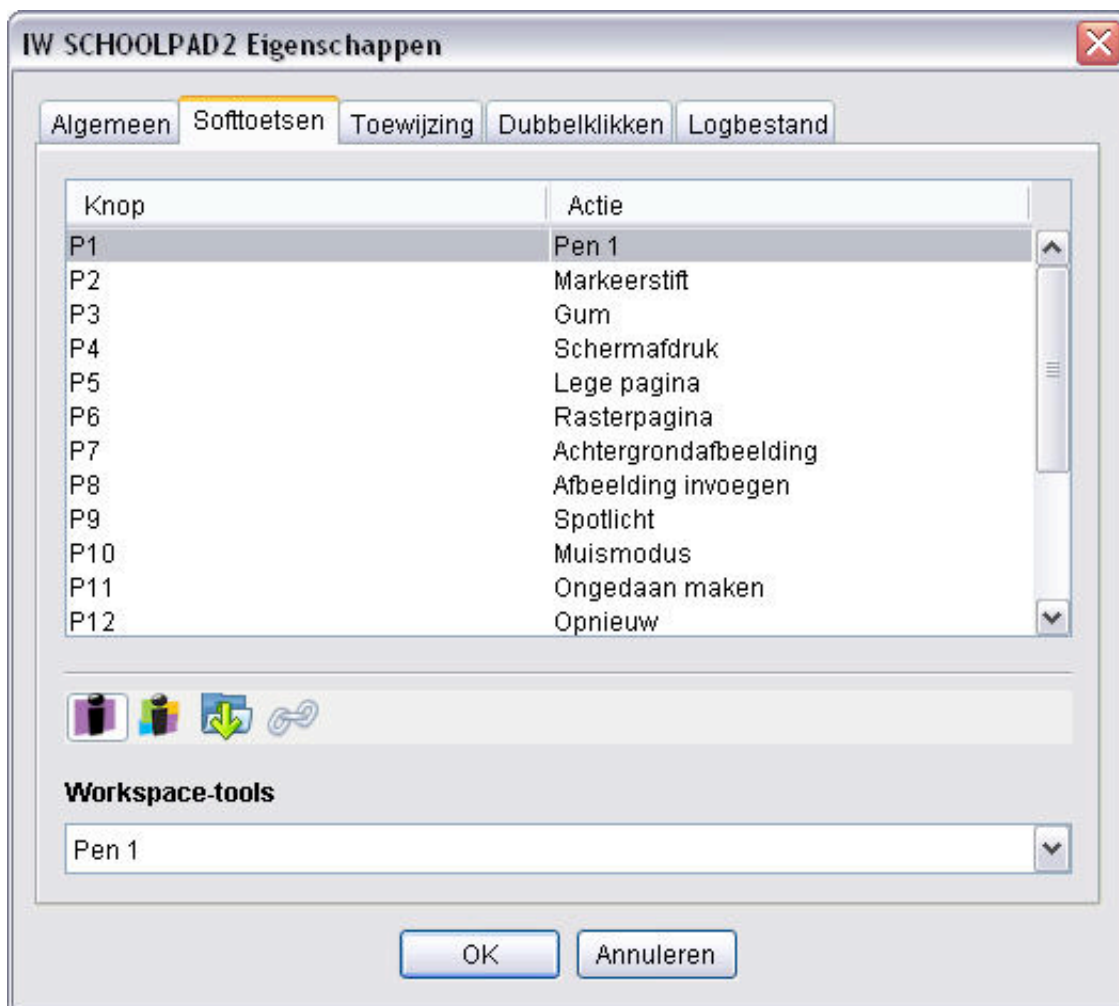 IW SCHOOLPAD2 Eigenschappen
Algemeen Softtoetsen Toewijzing Dubbelklikken Logbestand
Knop Actie
P1 Pen 1
P2 Markeerstift
P3 Gum
P4 Schermafdruk
P5 Lege pagina
P6 Rasterpagina
P7 Achtergrondafbeelding
P8 Afbeelding invoegen
P9 Spotlicht
P10 Muismodus
P11 Ongedaan maken
P12 Opnieuw
Workspace-tools
Pen 1
OK Annuleren